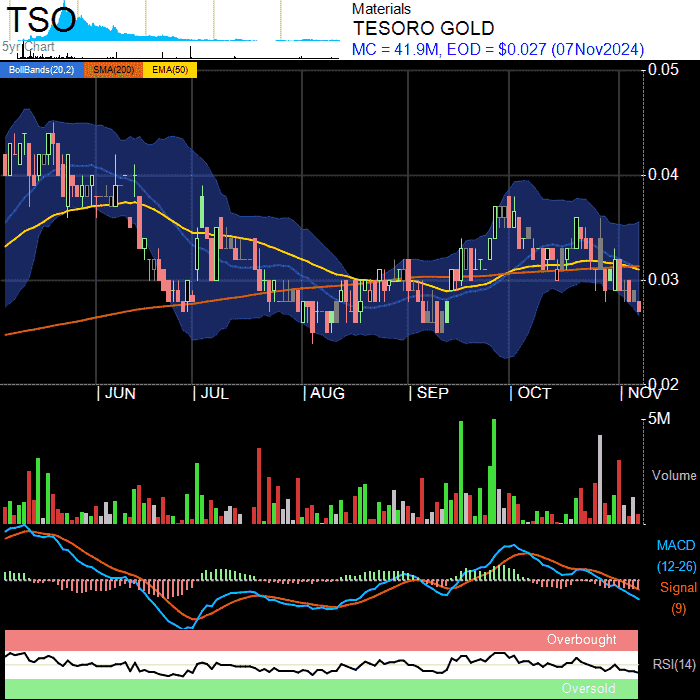 TSO
5yr Chart
Materials
TESORO GOLD
MC = 41.9M, EOD = $0.027 (07Nov2024)
BollBands(20,2) SMA(200) EMA(50)
0.05
0.04
0.03
0.02
JUN JUL AUG SEP OCT NOV
5M
Volume
MACD
(12-26)
Signal
(9)
Overbought
RSI(14)
Oversold